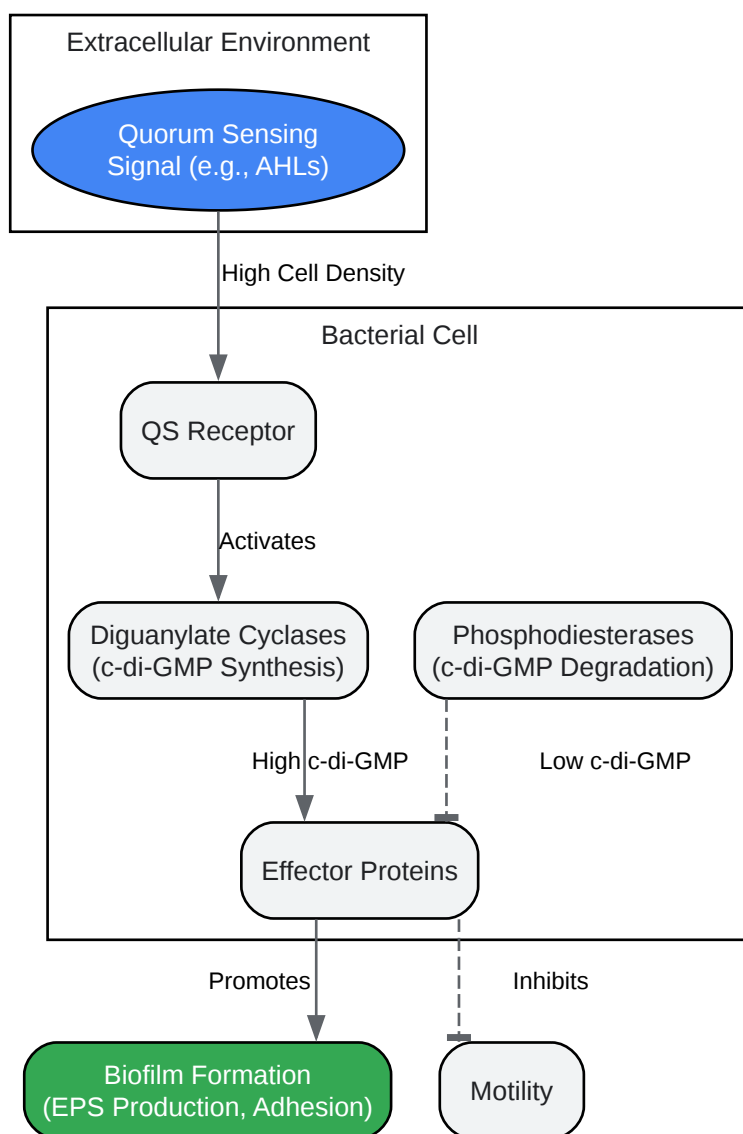 Extracellular Environment
Quorum Sensing
Signal (e.g., AHLs)
High Cell Density
Bacterial Cell
QS Receptor
Activates
Diguanylate Cyclases
(c-di-GMP Synthesis)
Phosphodiesterases
(c-di-GMP Degradation)
High c-di-GMP
Low c-di-GMP
Effector Proteins
Promotes
Inhibits
Biofilm Formation
(EPS Production, Adhesion)
Motility